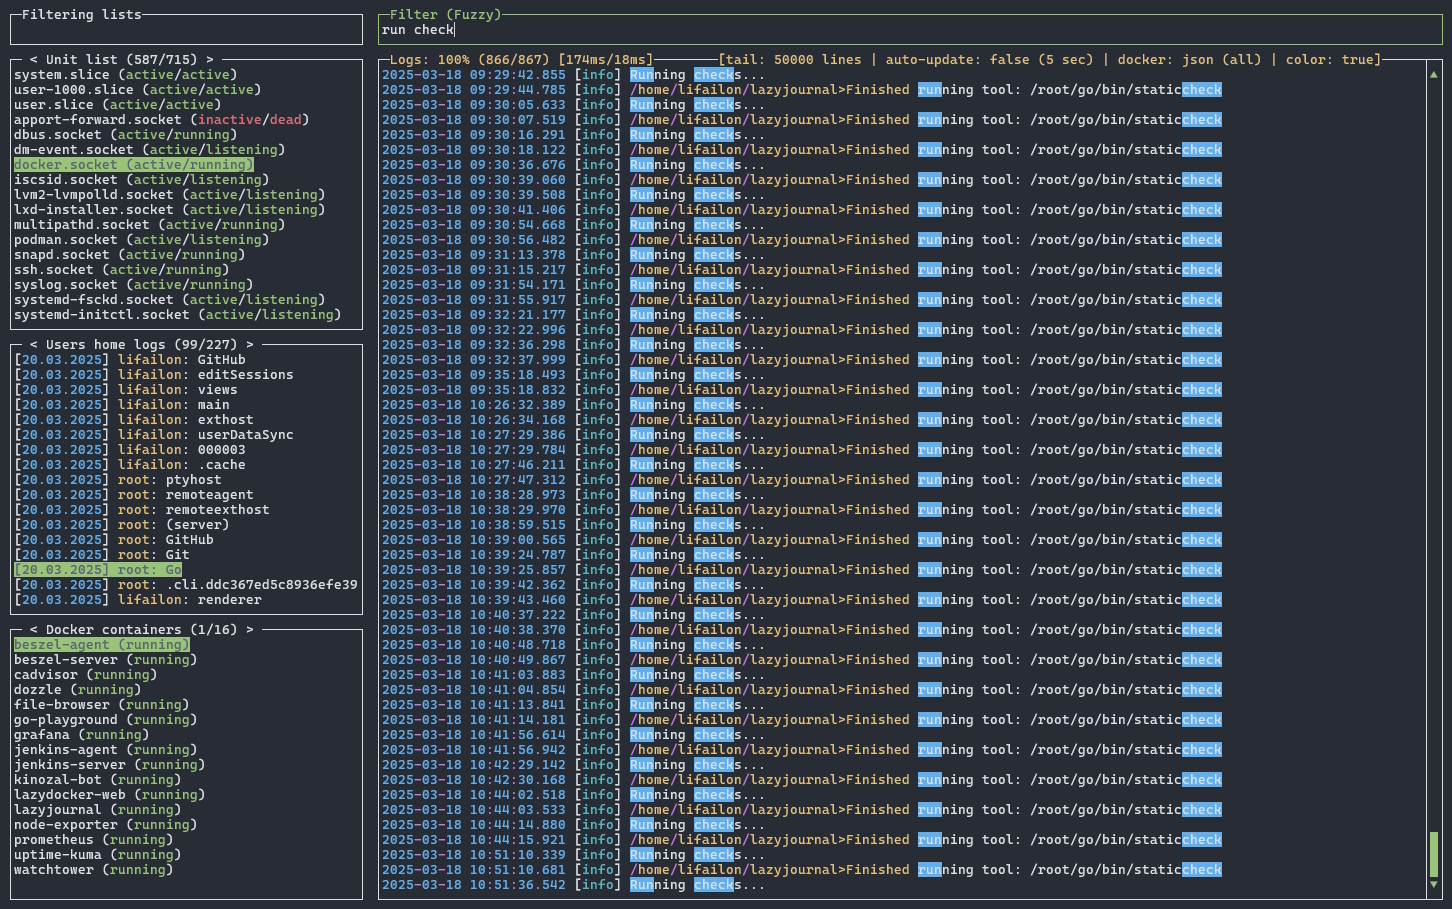 Filtering lists
< Unit list (587/715) >
system.slice (active/active)
user-1000.slice (active/active)
user.slice (active/active)
apport-forward.socket (inactive/dead)
dbus.socket (active/running)
dm-event.socket (active/listening)
docker.socket (active/running)
iscsid.socket (active/listening)
lvm2-lvmpolld.socket (active/listening)
lxd-installer.socket (active/listening)
multipathd.socket (active/running)
podman.socket (active/listening)
snapd.socket (active/running)
ssh.socket (active/running)
syslog.socket (active/running)
systemd-fsckd.socket (active/listening)
systemd-initctl.socket (active/listening)
< Users home logs (99/227) >
[20.03.2025] lifailon: GitHub
[20.03.2025] lifailon: editSessions
[20.03.2025] lifailon: views
[20.03.2025] lifailon: main
[20.03.2025] lifailon: exthost
[20.03.2025] lifailon: userDataSync
[20.03.2025] lifailon: 000003
[20.03.2025] lifailon: .cache
[20.03.2025] root: ptyhost
[20.03.2025] root: remoteagent
[20.03.2025] root: remoteexthost
[20.03.2025] root: (server)
[20.03.2025] root: GitHub
[20.03.2025] root: Git
[20.03.2025] root: Go
[20.03.2025] root: .cli.ddc367ed5c8936efe39
[20.03.2025] lifailon: renderer
< Docker containers (1/16) >
beszel-agent (running)
beszel-server (running)
cadvisor (running)
dozzle (running)
file-browser (running)
go-playground (running)
grafana (running)
jenkins-agent (running)
jenkins-server (running)
kinozal-bot (running)
lazydocker-web (running)
lazyjournal (running)
node-exporter (running)
prometheus (running)
uptime-kuma (running)
watchtower (running)
Filter (Fuzzy)
run check
Logs: 100% (866/867) [174ms/18ms] [tail: 50000 lines | auto-update: false (5 sec) | docker: json (all) | color: true]
2025-03-18 09:29:42.855 [info] Running checks...
2025-03-18 09:29:44.785 [info] /home/lifailon/lazyjournal>Finished running tool: /root/go/bin/staticcheck
2025-03-18 09:30:05.633 [info] Running checks...
2025-03-18 09:30:07.519 [info] /home/lifailon/lazyjournal>Finished running tool: /root/go/bin/staticcheck
2025-03-18 09:30:16.291 [info] Running checks...
2025-03-18 09:30:18.122 [info] /home/lifailon/lazyjournal>Finished running tool: /root/go/bin/staticcheck
2025-03-18 09:30:36.676 [info] Running checks...
2025-03-18 09:30:39.060 [info] /home/lifailon/lazyjournal>Finished running tool: /root/go/bin/staticcheck
2025-03-18 09:30:39.508 [info] Running checks...
2025-03-18 09:30:41.406 [info] /home/lifailon/lazyjournal>Finished running tool: /root/go/bin/staticcheck
2025-03-18 09:30:54.668 [info] Running checks...
2025-03-18 09:30:56.482 [info] /home/lifailon/lazyjournal>Finished running tool: /root/go/bin/staticcheck
2025-03-18 09:31:13.378 [info] Running checks...
2025-03-18 09:31:15.217 [info] /home/lifailon/lazyjournal>Finished running tool: /root/go/bin/staticcheck
2025-03-18 09:31:54.171 [info] Running checks...
2025-03-18 09:31:55.917 [info] /home/lifailon/lazyjournal>Finished running tool: /root/go/bin/staticcheck
2025-03-18 09:32:21.177 [info] Running checks...
2025-03-18 09:32:22.996 [info] /home/lifailon/lazyjournal>Finished running tool: /root/go/bin/staticcheck
2025-03-18 09:32:36.298 [info] Running checks...
2025-03-18 09:32:37.999 [info] /home/lifailon/lazyjournal>Finished running tool: /root/go/bin/staticcheck
2025-03-18 09:35:18.493 [info] Running checks...
2025-03-18 09:35:18.832 [info] /home/lifailon/lazyjournal>Finished running tool: /root/go/bin/staticcheck
2025-03-18 10:26:32.389 [info] Running checks...
2025-03-18 10:26:34.168 [info] /home/lifailon/lazyjournal>Finished running tool: /root/go/bin/staticcheck
2025-03-18 10:27:29.386 [info] Running checks...
2025-03-18 10:27:29.784 [info] /home/lifailon/lazyjournal>Finished running tool: /root/go/bin/staticcheck
2025-03-18 10:27:46.211 [info] Running checks...
2025-03-18 10:27:47.312 [info] /home/lifailon/lazyjournal>Finished running tool: /root/go/bin/staticcheck
2025-03-18 10:38:28.973 [info] Running checks...
2025-03-18 10:38:29.970 [info] /home/lifailon/lazyjournal>Finished running tool: /root/go/bin/staticcheck
2025-03-18 10:38:59.515 [info] Running checks...
2025-03-18 10:39:00.565 [info] /home/lifailon/lazyjournal>Finished running tool: /root/go/bin/staticcheck
2025-03-18 10:39:24.787 [info] Running checks...
2025-03-18 10:39:25.857 [info] /home/lifailon/lazyjournal>Finished running tool: /root/go/bin/staticcheck
2025-03-18 10:39:42.362 [info] Running checks...
2025-03-18 10:39:43.460 [info] /home/lifailon/lazyjournal>Finished running tool: /root/go/bin/staticcheck
2025-03-18 10:40:37.222 [info] Running checks...
2025-03-18 10:40:38.370 [info] /home/lifailon/lazyjournal>Finished running tool: /root/go/bin/staticcheck
2025-03-18 10:40:48.718 [info] Running checks...
2025-03-18 10:40:49.867 [info] /home/lifailon/lazyjournal>Finished running tool: /root/go/bin/staticcheck
2025-03-18 10:41:03.883 [info] Running checks...
2025-03-18 10:41:04.854 [info] /home/lifailon/lazyjournal>Finished running tool: /root/go/bin/staticcheck
2025-03-18 10:41:13.841 [info] Running checks...
2025-03-18 10:41:14.181 [info] /home/lifailon/lazyjournal>Finished running tool: /root/go/bin/staticcheck
2025-03-18 10:41:56.614 [info] Running checks...
2025-03-18 10:41:56.942 [info] /home/lifailon/lazyjournal>Finished running tool: /root/go/bin/staticcheck
2025-03-18 10:42:29.142 [info] Running checks...
2025-03-18 10:42:30.168 [info] /home/lifailon/lazyjournal>Finished running tool: /root/go/bin/staticcheck
2025-03-18 10:44:02.518 [info] Running checks...
2025-03-18 10:44:03.533 [info] /home/lifailon/lazyjournal>Finished running tool: /root/go/bin/staticcheck
2025-03-18 10:44:14.880 [info] Running checks...
2025-03-18 10:44:15.921 [info] /home/lifailon/lazyjournal>Finished running tool: /root/go/bin/staticcheck
2025-03-18 10:51:10.339 [info] Running checks...
2025-03-18 10:51:10.681 [info] /home/lifailon/lazyjournal>Finished running tool: /root/go/bin/staticcheck
2025-03-18 10:51:36.542 [info] Running checks...